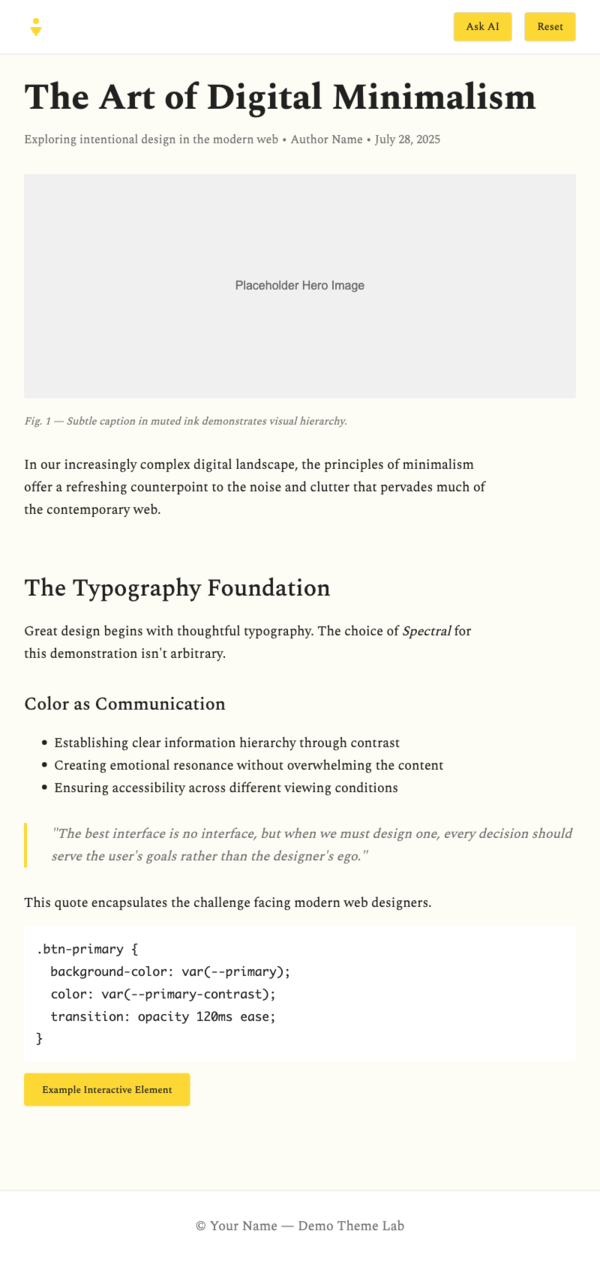 Ask AI
Reset
The Art of Digital Minimalism
Exploring intentional design in the modern web • Author Name • July 28, 2025
Placeholder Hero Image
Fig. 1 — Subtle caption in muted ink demonstrates visual hierarchy.
In our increasingly complex digital landscape, the principles of minimalism
offer a refreshing counterpoint to the noise and clutter that pervades much of
the contemporary web.
The Typography Foundation
Great design begins with thoughtful typography. The choice of Spectral for
this demonstration isn't arbitrary.
Color as Communication
• Establishing clear information hierarchy through contrast
• Creating emotional resonance without overwhelming the content
• Ensuring accessibility across different viewing conditions
"The best interface is no interface, but when we must design one, every decision should
serve the user's goals rather than the designer's ego."
This quote encapsulates the challenge facing modern web designers.
.btn-primary {
  background-color: var(--primary);
  color: var(--primary-contrast);
  transition: opacity 120ms ease;
}
Example Interactive Element
© Your Name — Demo Theme Lab